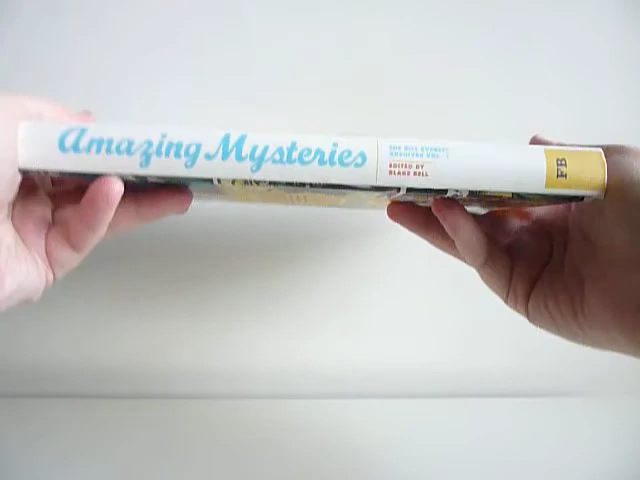 Amazing Mysteries
THE BILL EVERETT
ARCHIVES VOL. 1
EDITED BY
BLAKE BELL
FB